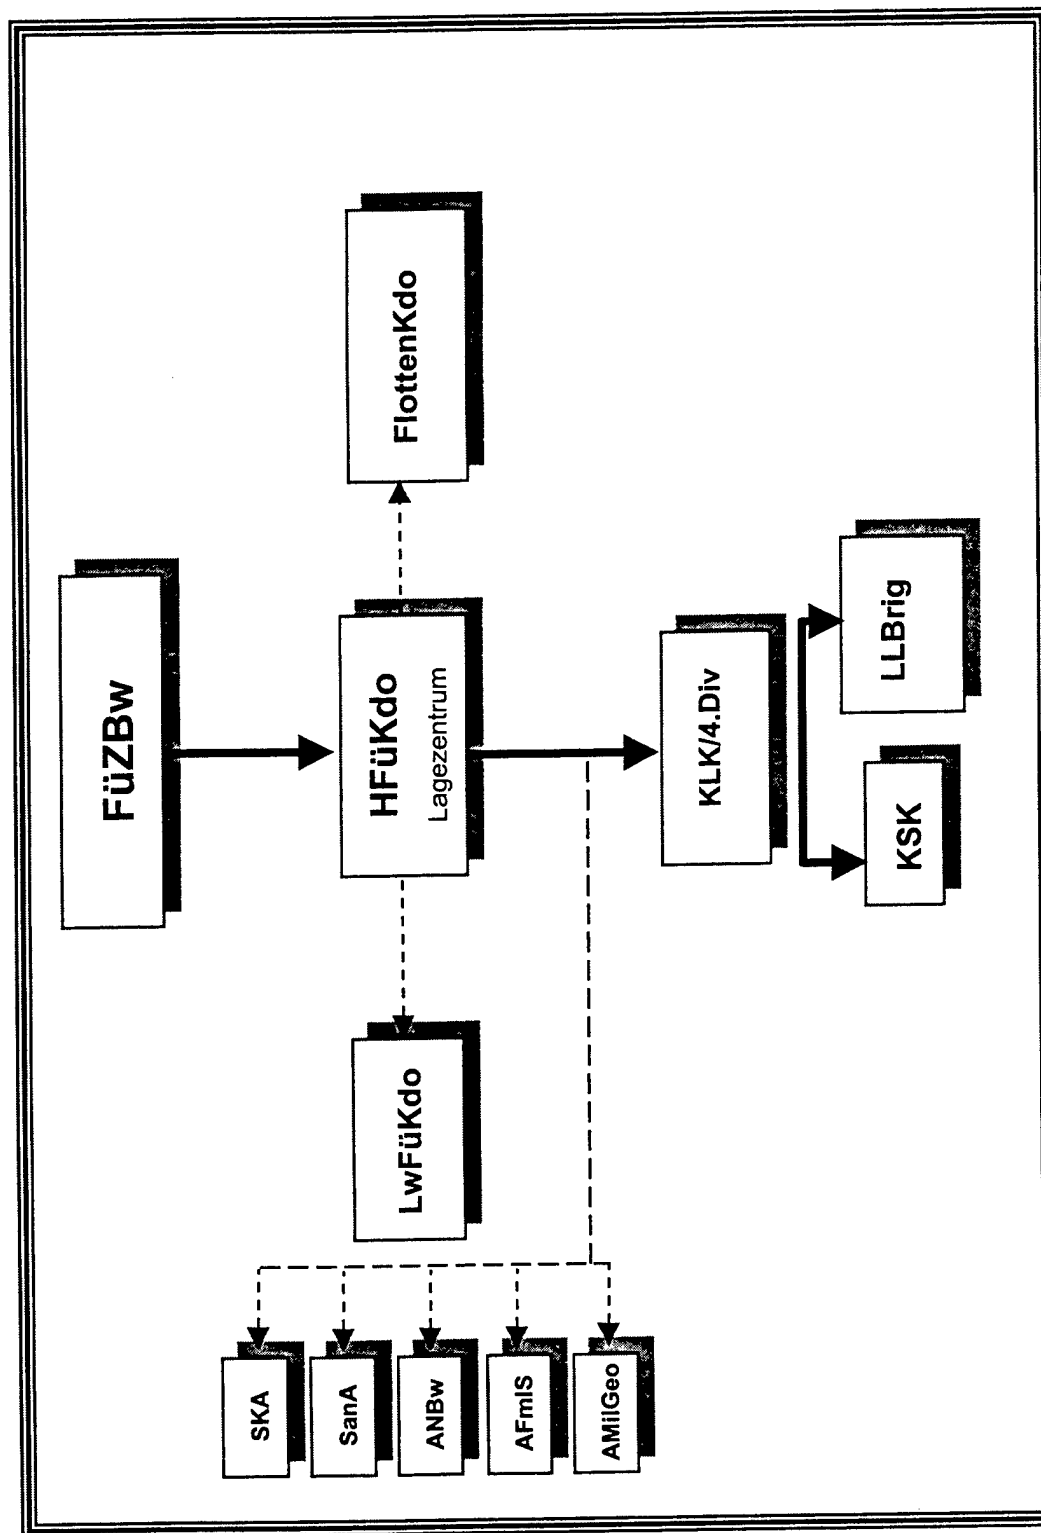 FüZBw
LwFüKdo
HFüKdo
Lagezentrum
FlottenKdo
SKA
SanA
ANBw
AFmIS
AMilGeo
KLK/4.Div
KSK
LLBrig